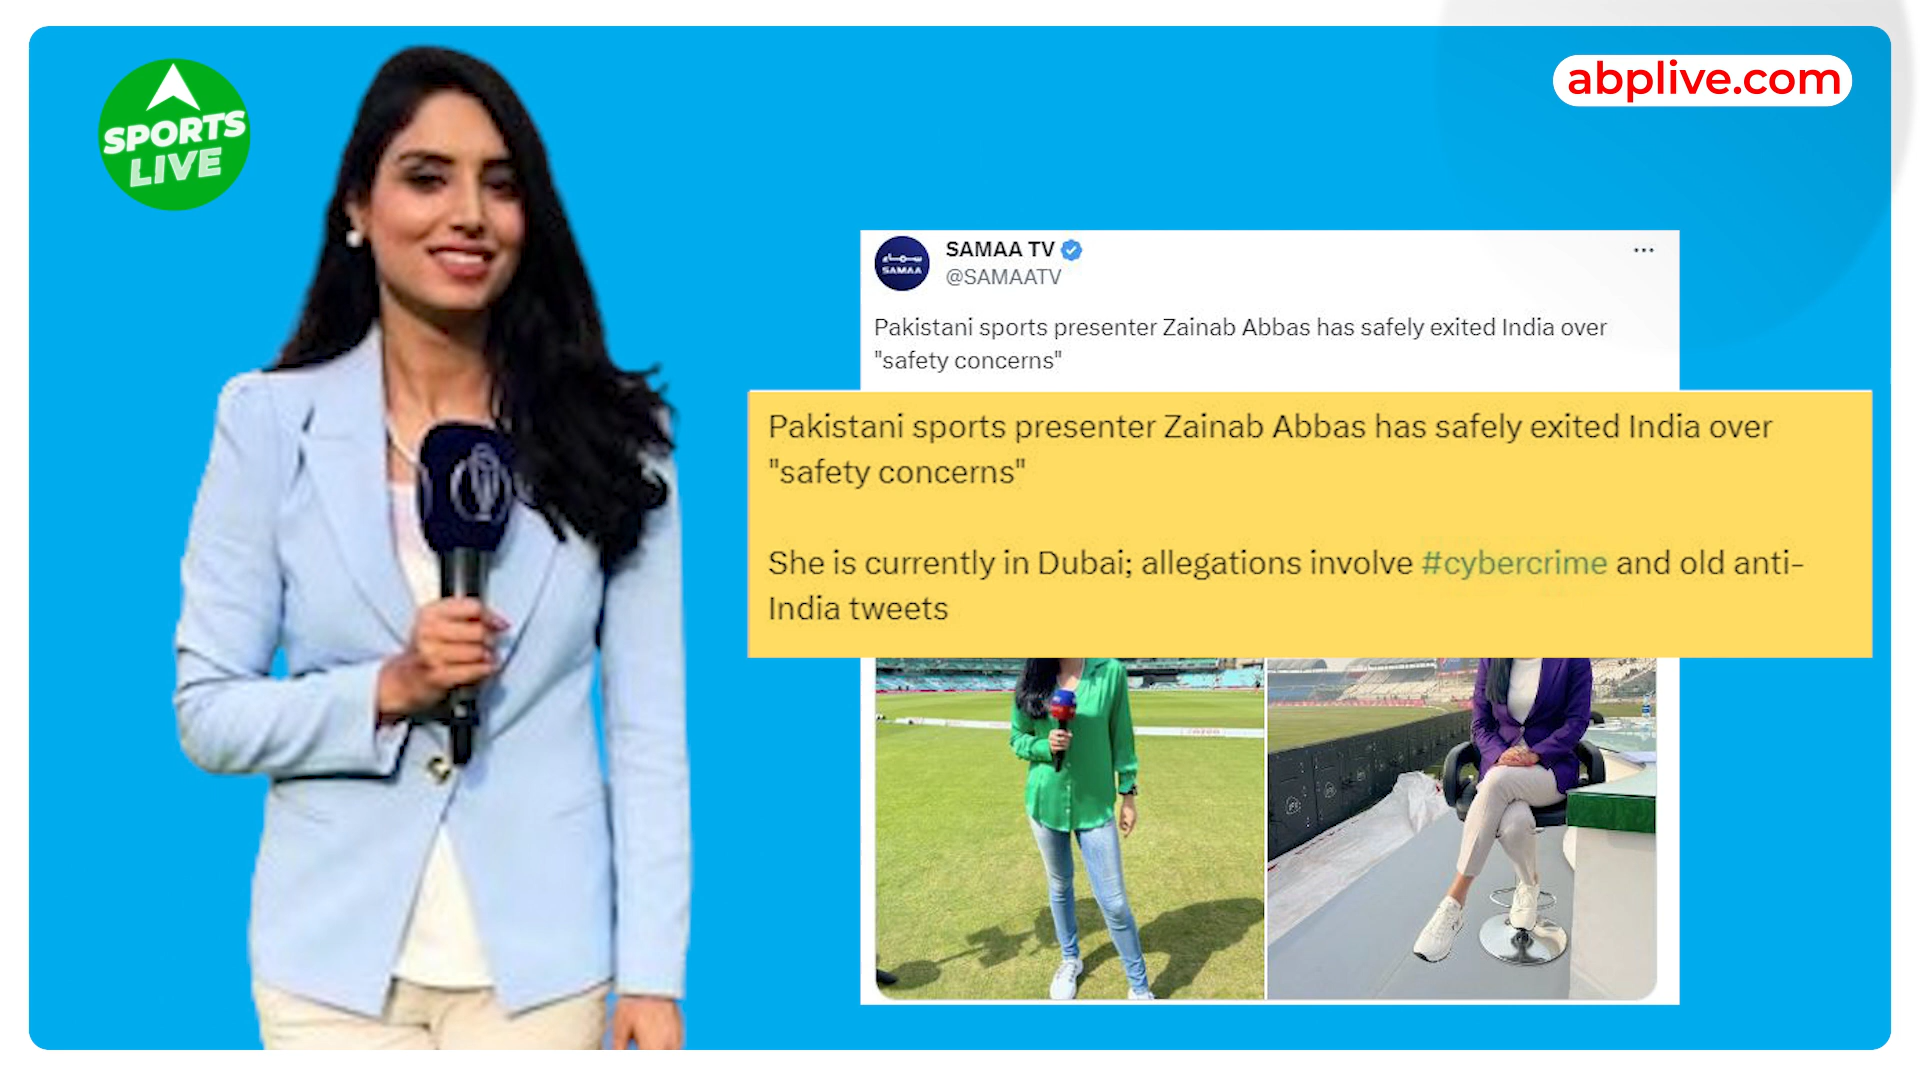 SPORTS
LIVE
abplive.com
SAMAA
SAMAA TV
@SAMAATV
Pakistani sports presenter Zainab Abbas has safely exited India over
"safety concerns"
Pakistani sports presenter Zainab Abbas has safely exited India over
"safety concerns"
She is currently in Dubai; allegations involve #cybercrime and old anti-
India tweets